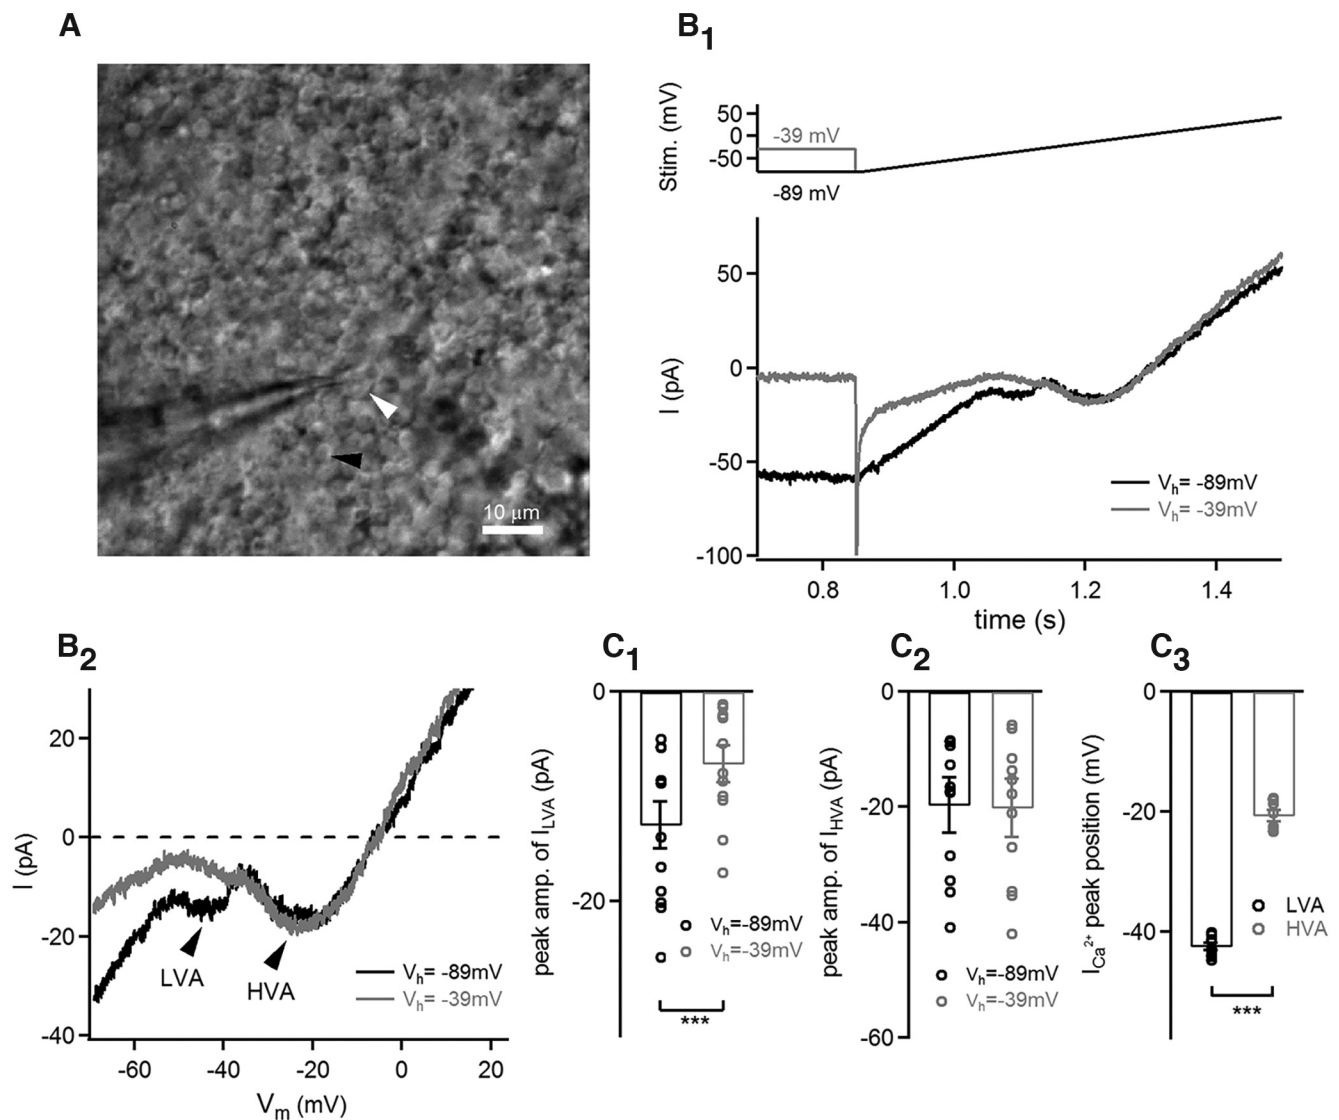 A
B1
Stim. (mV)
50
0
-50
-39 mV
-89 mV
I (pA)
50
0
-50
-100
Vh= -89mV
Vh= -39mV
0.8 1.0 1.2 1.4
time (s)
10 μm
B2
I (pA)
20
0
-20
-40
LVA
HVA
Vh= -89mV
Vh= -39mV
-60 -40 -20 0 20
Vm (mV)
C1
peak amp. of ILVA (pA)
0
-20
Vh=-89mV
Vh=-39mV
***
C2
peak amp. of IHVA (pA)
0
-20
-40
-60
Vh=-89mV
Vh=-39mV
C3
ICa2+ peak position (mV)
0
-20
-40
LVA
HVA
***